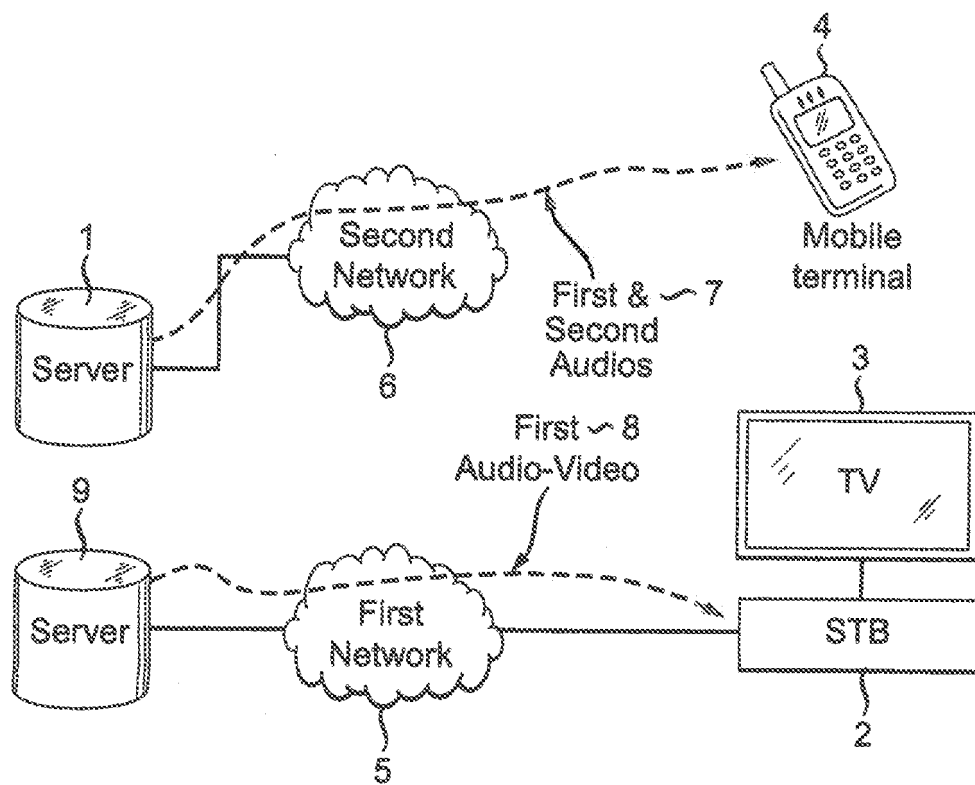 4
1
Second
Network
Mobile
terminal
Server
First & 7
Second
Audios
6
3
First 8
Audio-Video
TV
9
Server
First
Network
STB
5
2